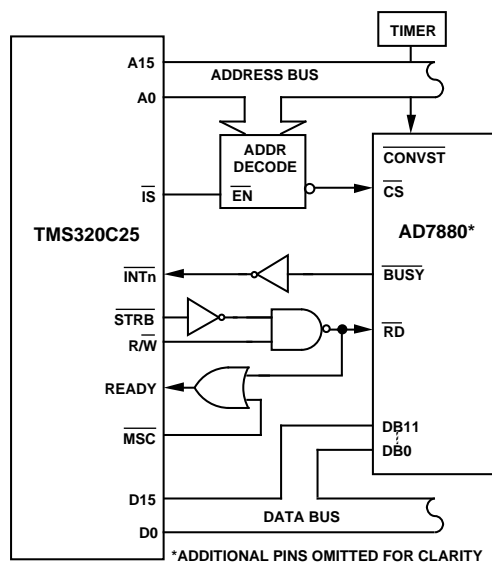 TIMER
A15
ADDRESS BUS
A0
ADDR
DECODE
CONVST
IS
EN
CS
TMS320C25
AD7880*
INTn
BUSY
STRB
R/W
RD
READY
MSC
DB11
DB0
D15
DATA BUS
D0
*ADDITIONAL PINS OMITTED FOR CLARITY